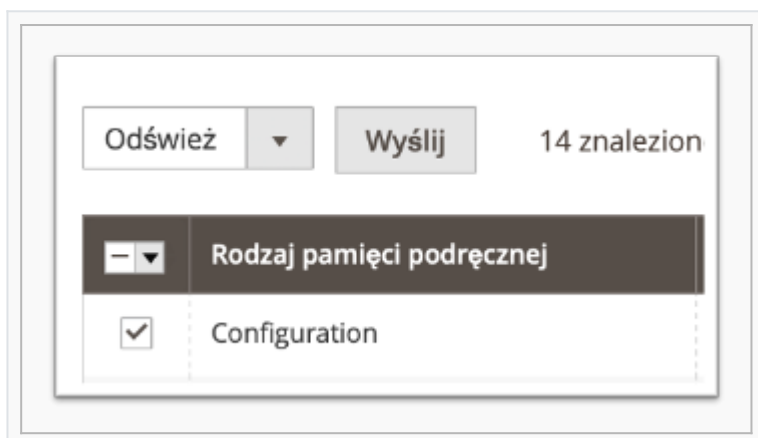 Odśwież Wyślij 14 znalezion
Rodzaj pamięci podręcznej
Configuration